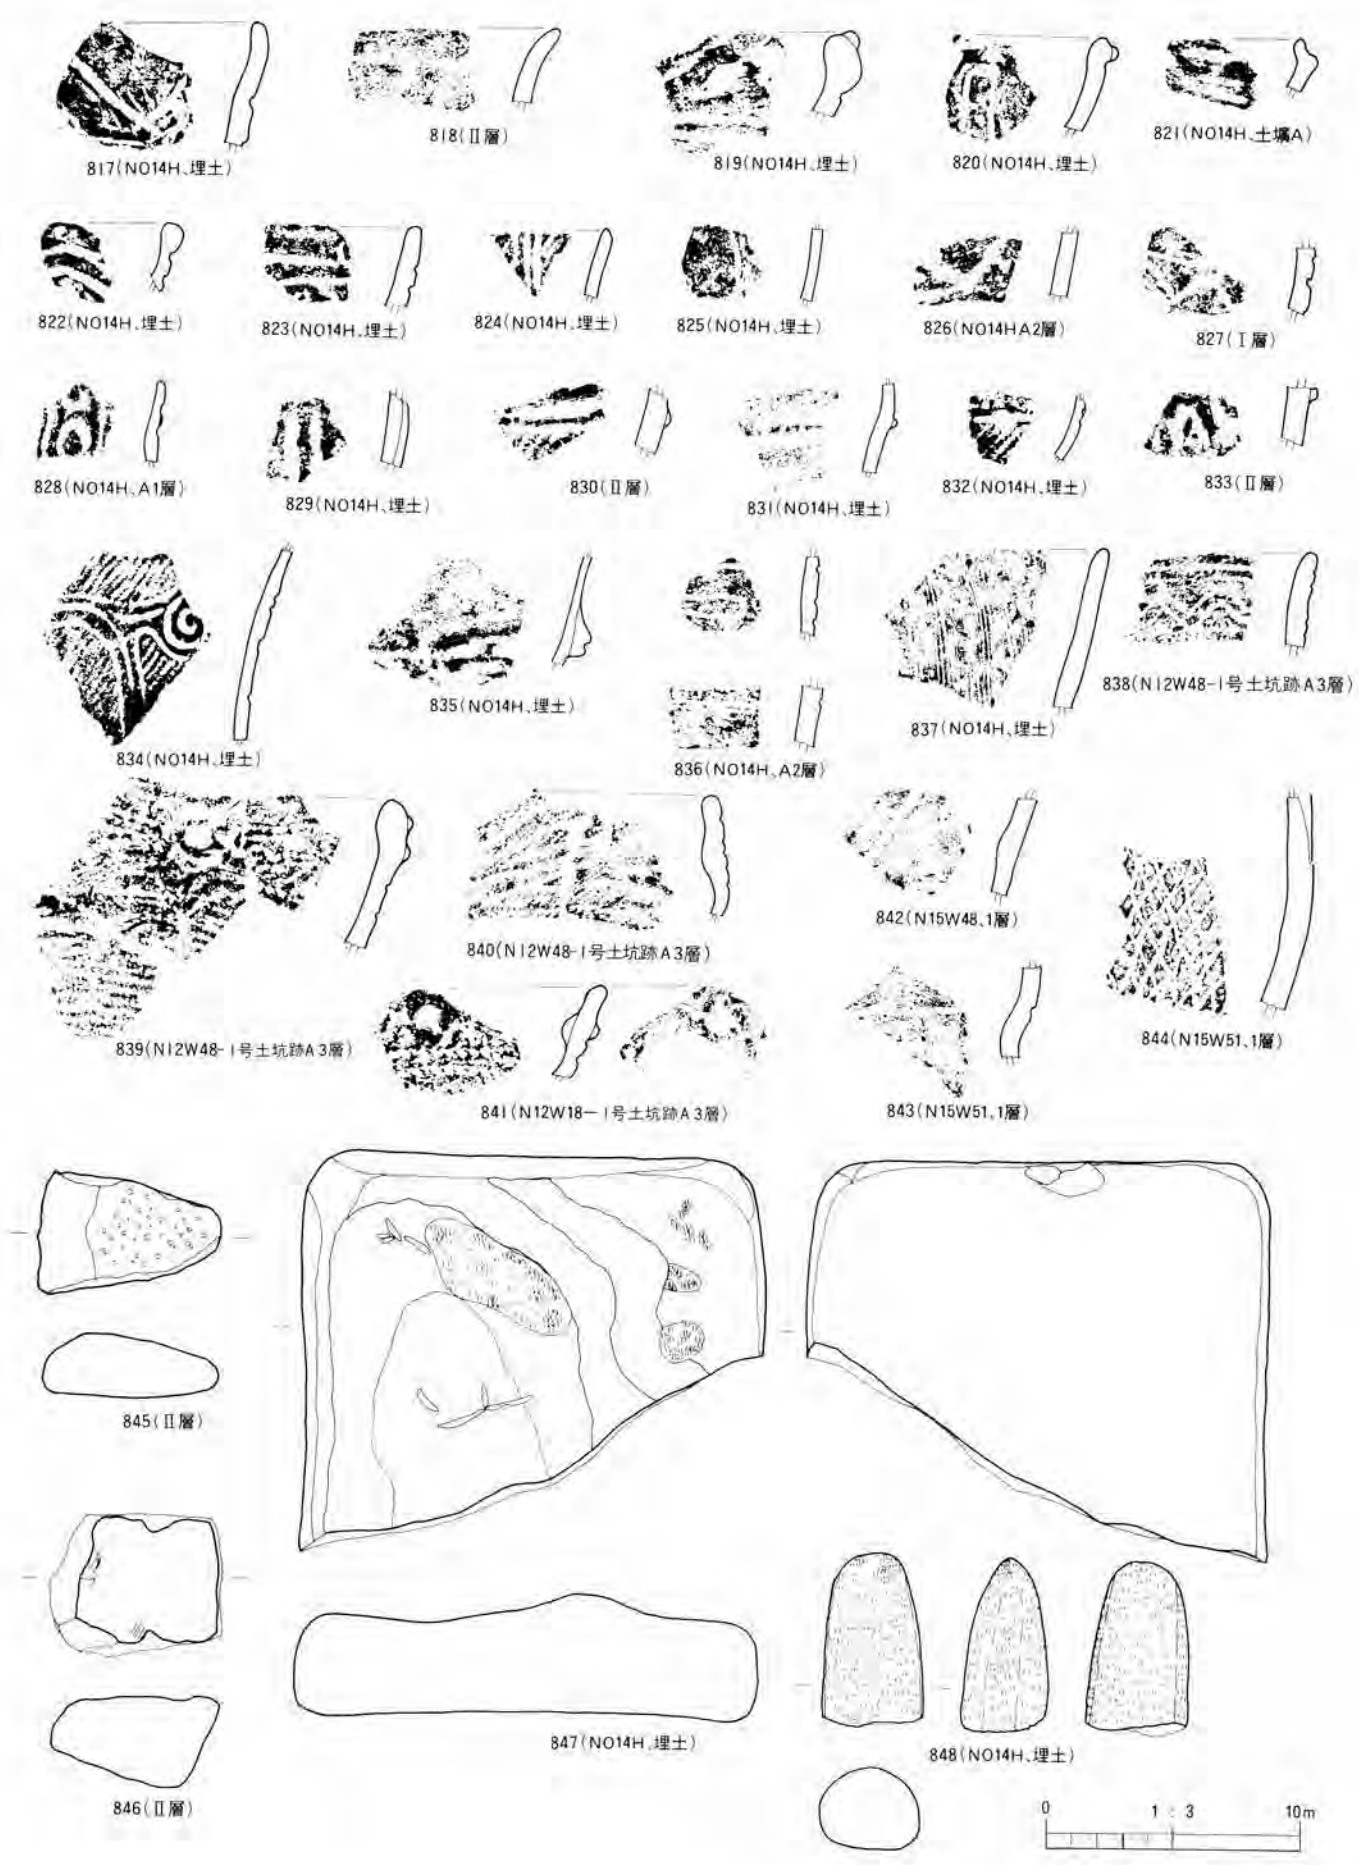 817(NO14H、埋土)
818(Ⅱ層)
819(NO14H、埋土)
820(NO14H、埋土)
821(NO14H、土壙A)
822(NO14H、埋土)
823(NO14H、埋土)
824(NO14H、埋土)
825(NO14H、埋土)
826(NO14HA2層)
827(Ⅰ層)
828(NO14H、A1層)
829(NO14H、埋土)
830(Ⅱ層)
831(NO14H、埋土)
832(NO14H、埋土)
833(Ⅱ層)
834(NO14H、埋土)
835(NO14H、埋土)
836(NO14H、A2層)
837(NO14H、埋土)
838(N12W48-1号土坑跡A3層)
839(N12W48-1号土坑跡A3層)
840(N12W48-1号土坑跡A3層)
841(N12W18-1号土坑跡A3層)
842(N15W48、1層)
843(N15W51、1層)
844(N15W51、1層)
845(Ⅱ層)
846(Ⅱ層)
847(NO14H、埋土)
848(NO14H、埋土)
0 1:3 10m